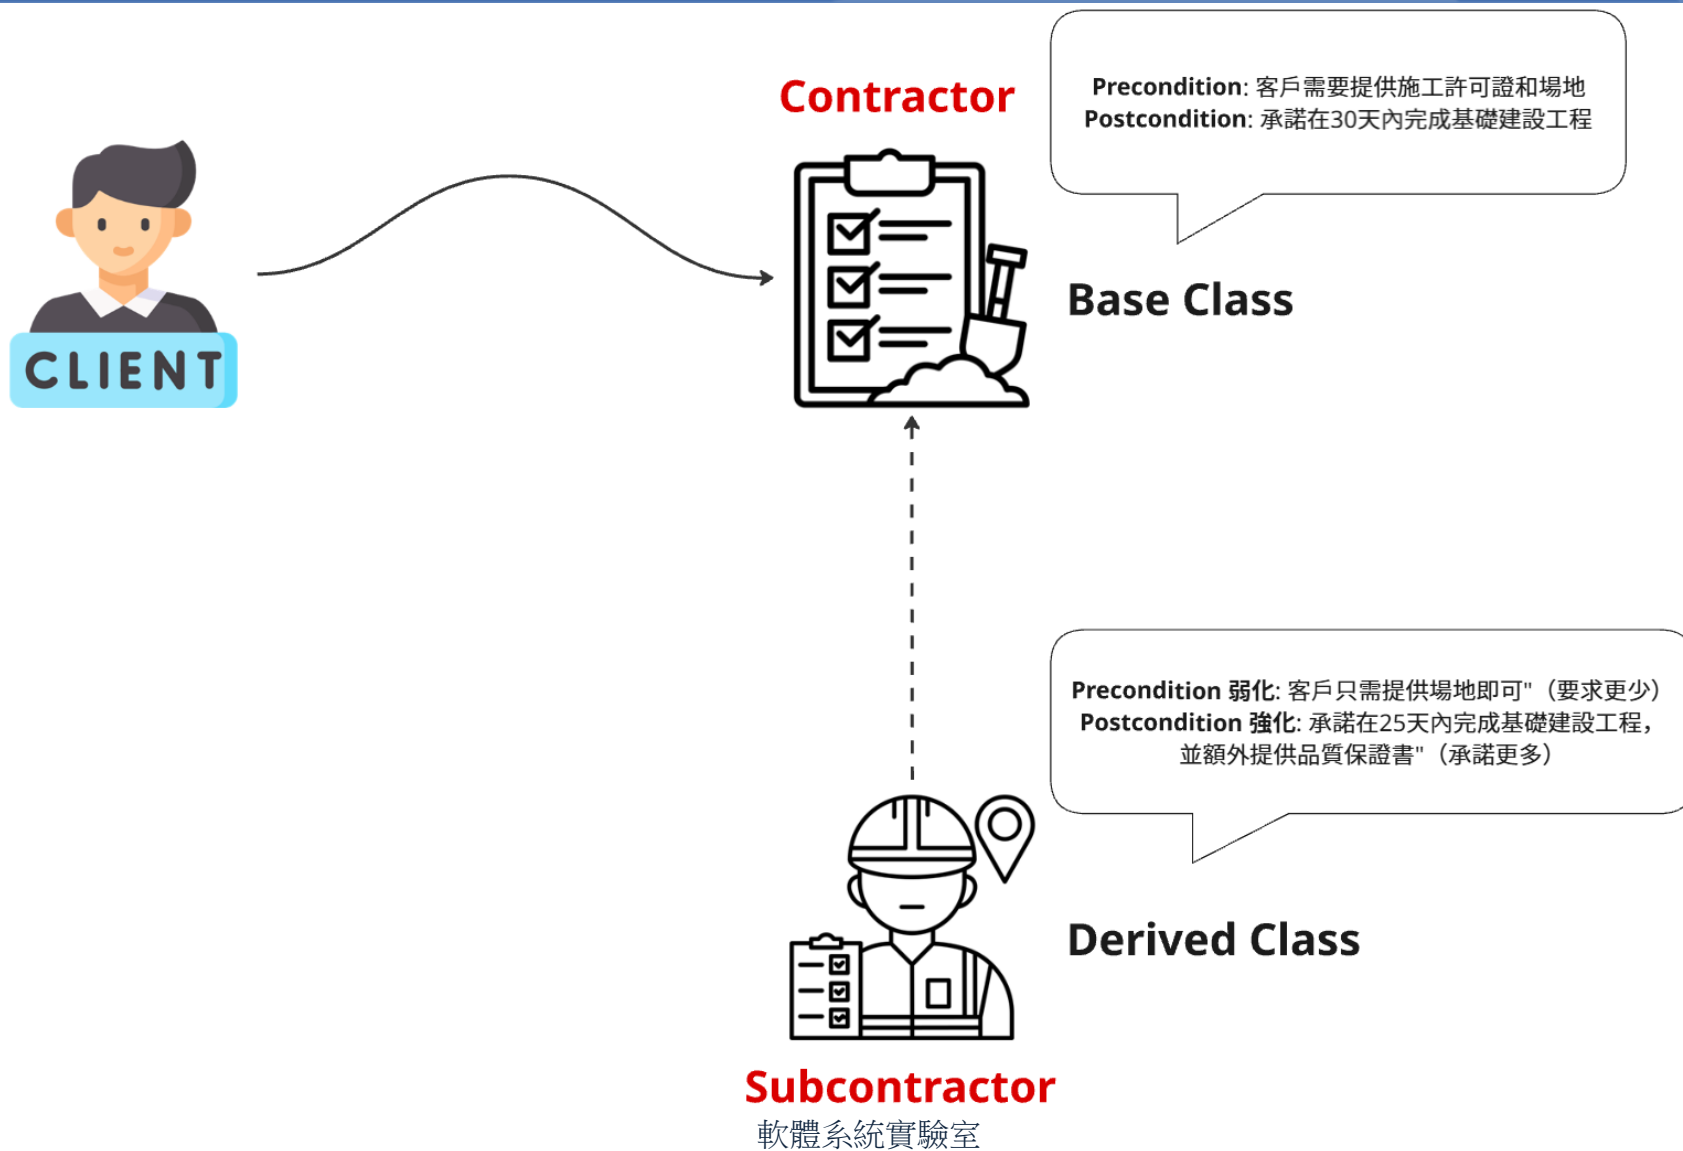 Contractor
Precondition: 客戶需要提供施工許可證和場地
Postcondition: 承諾在30天內完成基礎建設工程
CLIENT
Base Class
Precondition 弱化: 客戶只需提供場地即可"（要求更少）
Postcondition 強化: 承諾在25天內完成基礎建設工程，
並額外提供品質保證書"（承諾更多）
Derived Class
Subcontractor
軟體系統實驗室